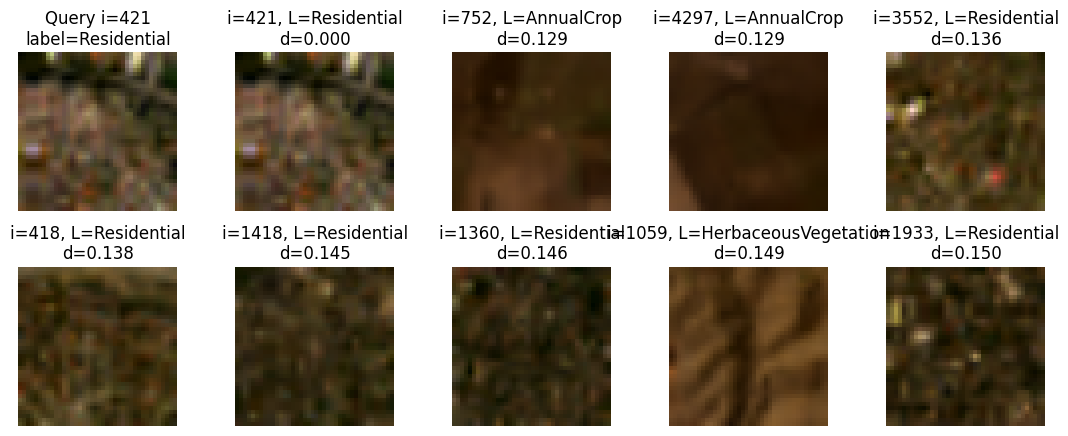 Query i=421
label=Residential
i=421, L=Residential
d=0.000
i=752, L=AnnualCrop
d=0.129
i=4297, L=AnnualCrop
d=0.129
i=3552, L=Residential
d=0.136
i=418, L=Residential
d=0.138
i=1418, L=Residential
d=0.145
i=1360, L=Residential
d=0.146
i=1059, L=HerbaceousVegetation
d=0.149
i=1933, L=Residential
d=0.150